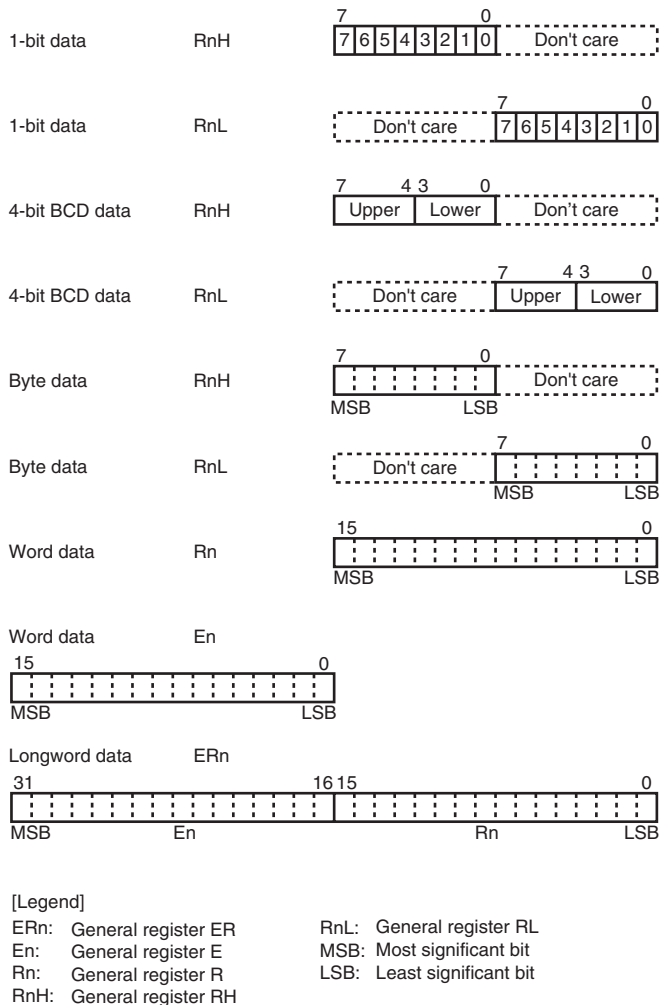 7 0
1-bit data RnH 7 6 5 4 3 2 1 0 Don't care
7 0
1-bit data RnL Don't care 7 6 5 4 3 2 1 0
7 4 3 0
4-bit BCD data RnH Upper Lower Don't care
7 4 3 0
4-bit BCD data RnL Don't care Upper Lower
7 0
Byte data RnH Don't care
MSB LSB
7 0
Byte data RnL Don't care
MSB LSB
15 0
Word data Rn
MSB LSB
Word data En
15 0
MSB LSB
Longword data ERn
31 16 15 0
MSB En Rn LSB
[Legend]
ERn: General register ER
En: General register E
Rn: General register R
RnH: General register RH
RnL: General register RL
MSB: Most significant bit
LSB: Least significant bit